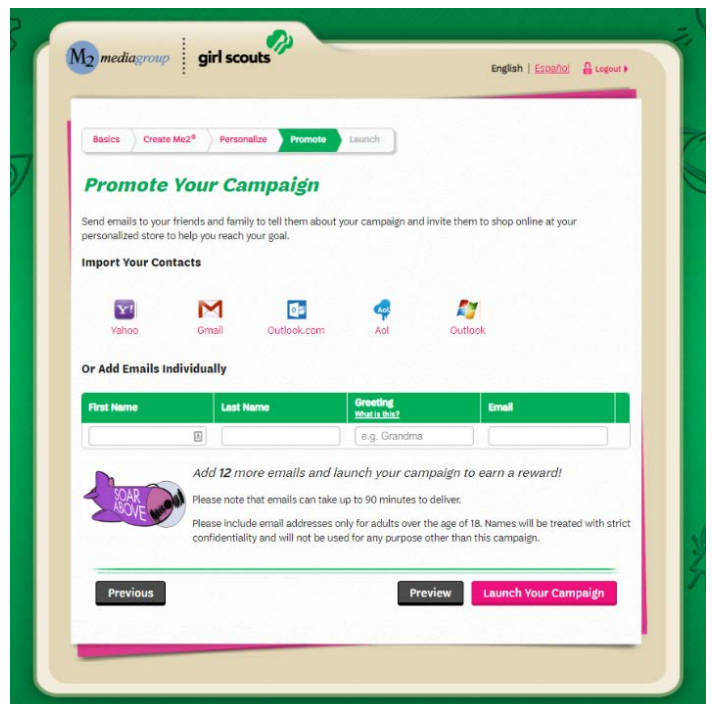 M2 mediagroup
girl scouts
English | Español Logout
Basics Create Me2® Personalize Promote Launch
Promote Your Campaign
Send emails to your friends and family to tell them about your campaign and invite them to shop online at your
personalized store to help you reach your goal.
Import Your Contacts
Yahoo Gmail Outlook.com Aol Outlook
Or Add Emails Individually
First Name Last Name Greeting Email
What is this?
e.g. Grandma
Add 12 more emails and launch your campaign to earn a reward!
SOAR
ABOVE
Please note that emails can take up to 90 minutes to deliver.
Please include email addresses only for adults over the age of 18. Names will be treated with strict
confidentiality and will not be used for any purpose other than this campaign.
Previous Preview Launch Your Campaign